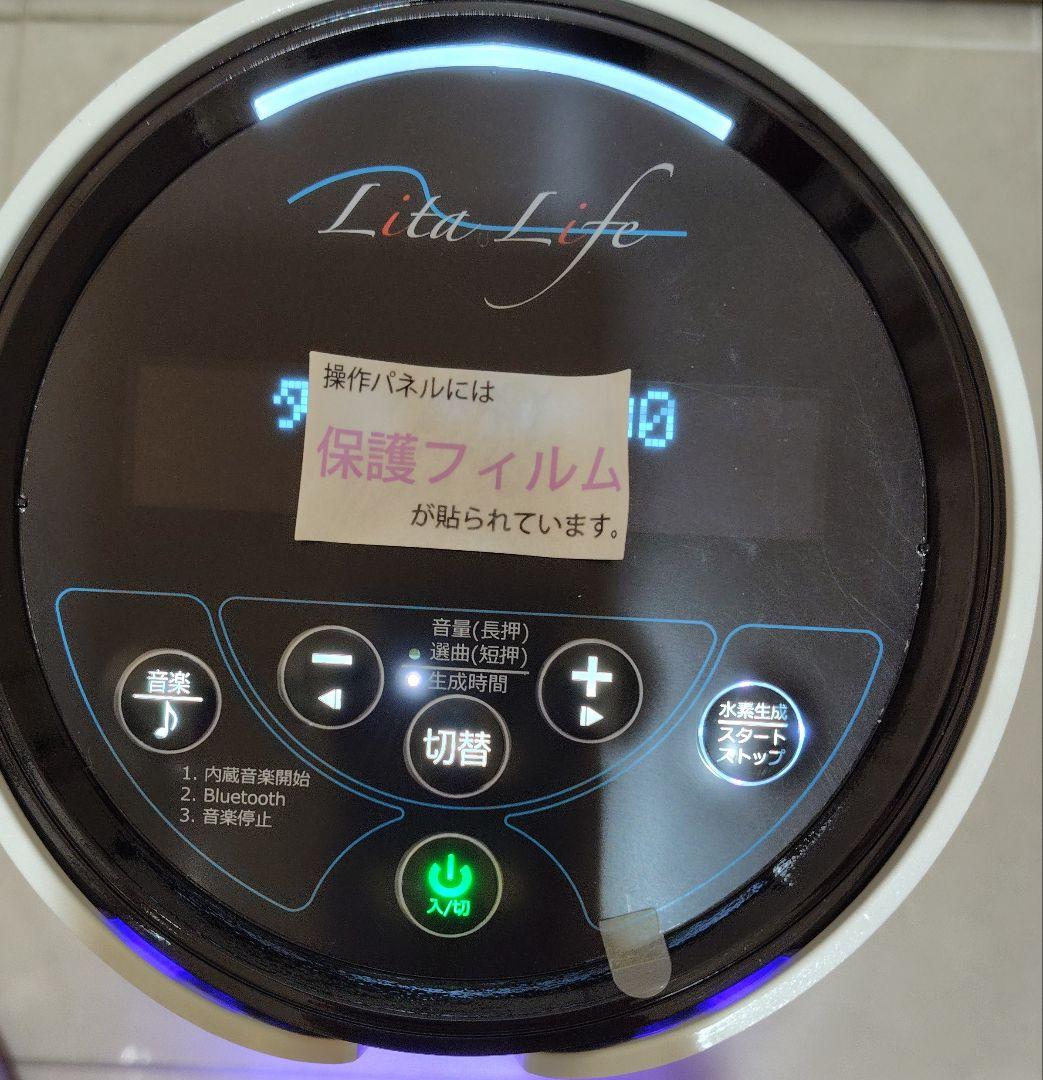 Lita Life
操作パネルには
保護フィルム
が貼られています。
音量(長押)
選曲(短押)
生成時間
音楽
切替
水素生成
スタート
ストップ
1. 内蔵音楽開始
2. Bluetooth
3. 音楽停止
入/切